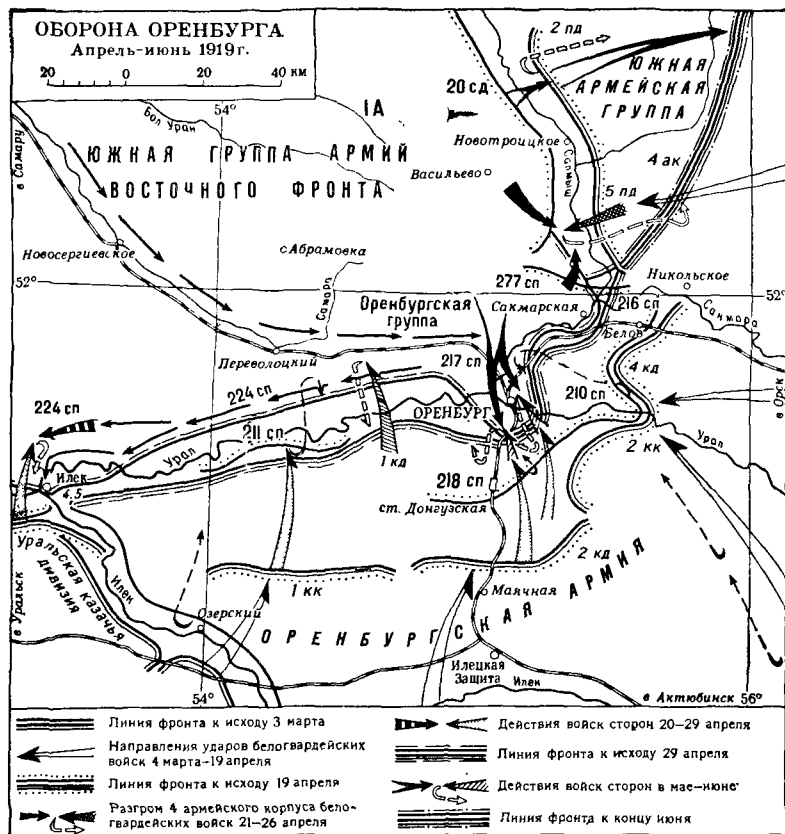 ОБОРОНА ОРЕНБУРГА
Апрель-июнь 1919г.
20 0 20 40 км
54°
2 пд
ЮЖНАЯ
АРМЕЙСКАЯ
ГРУППА
20 сд
1А
Бол Уран
в Самару
ЮЖНАЯ ГРУППА АРМИЙ
ВОСТОЧНОГО ФРОНТА
Новотроицкое
Салмыш
Васильево
4 ак
5 пд
Новосергиевское
Абрамовка
52°
Самара
277 сп
Никольское
52°
Оренбургская
группа
Сакмарская
216 сп
Сакмара
Белов
Переволоцкий
217 сп
4 кд
224 сп
224 сп
ОРЕНБУРГ
210 сп
в Орск
211 сп
Урал
1 кд
2 кк
Урал
Илек
4,5
218 сп
ст. Донгузская
Уральская казачья
дивизия
Илек
в Уральск
1 кк
2 кд
Озерский
Маячная
ОРЕНБУРГСКАЯ АРМИЯ
Илецкая
Защита
Илек
54°
в Актюбинск
56°
Линия фронта к исходу 3 марта
Направления ударов белогвардейских
войск 4 марта-19 апреля
Линия фронта к исходу 19 апреля
Разгром 4 армейского корпуса бело-
гвардейских войск 21-26 апреля
Действия войск сторон 20-29 апреля
Линия фронта к исходу 29 апреля
Действия войск сторон в мае-июне
Линия фронта к концу июня